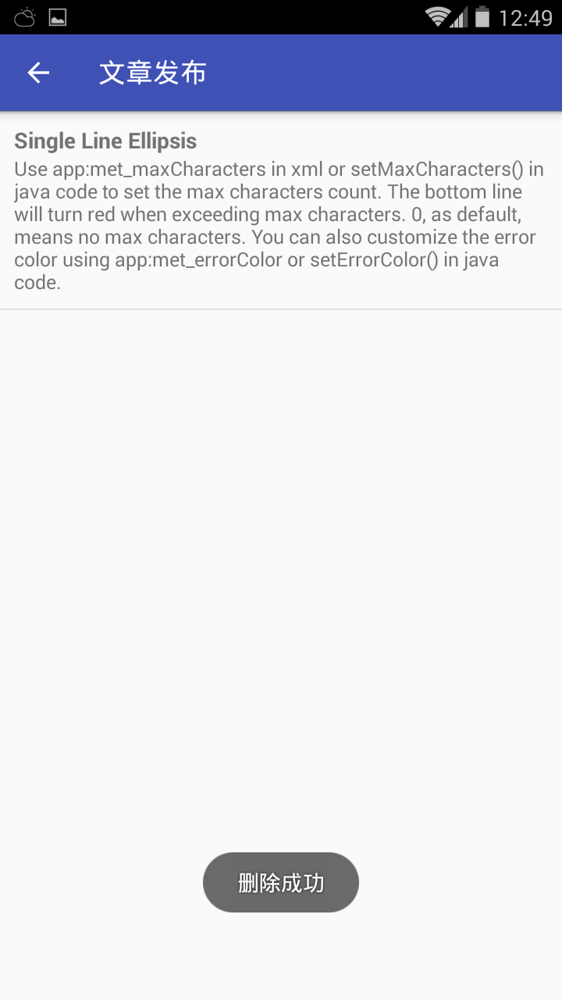 12:49
文章发布
Single Line Ellipsis
Use app:met_maxCharacters in xml or setMaxCharacters() in
java code to set the max characters count. The bottom line
will turn red when exceeding max characters. 0, as default,
means no max characters. You can also customize the error
color using app:met_errorColor or setErrorColor() in java
code.
删除成功